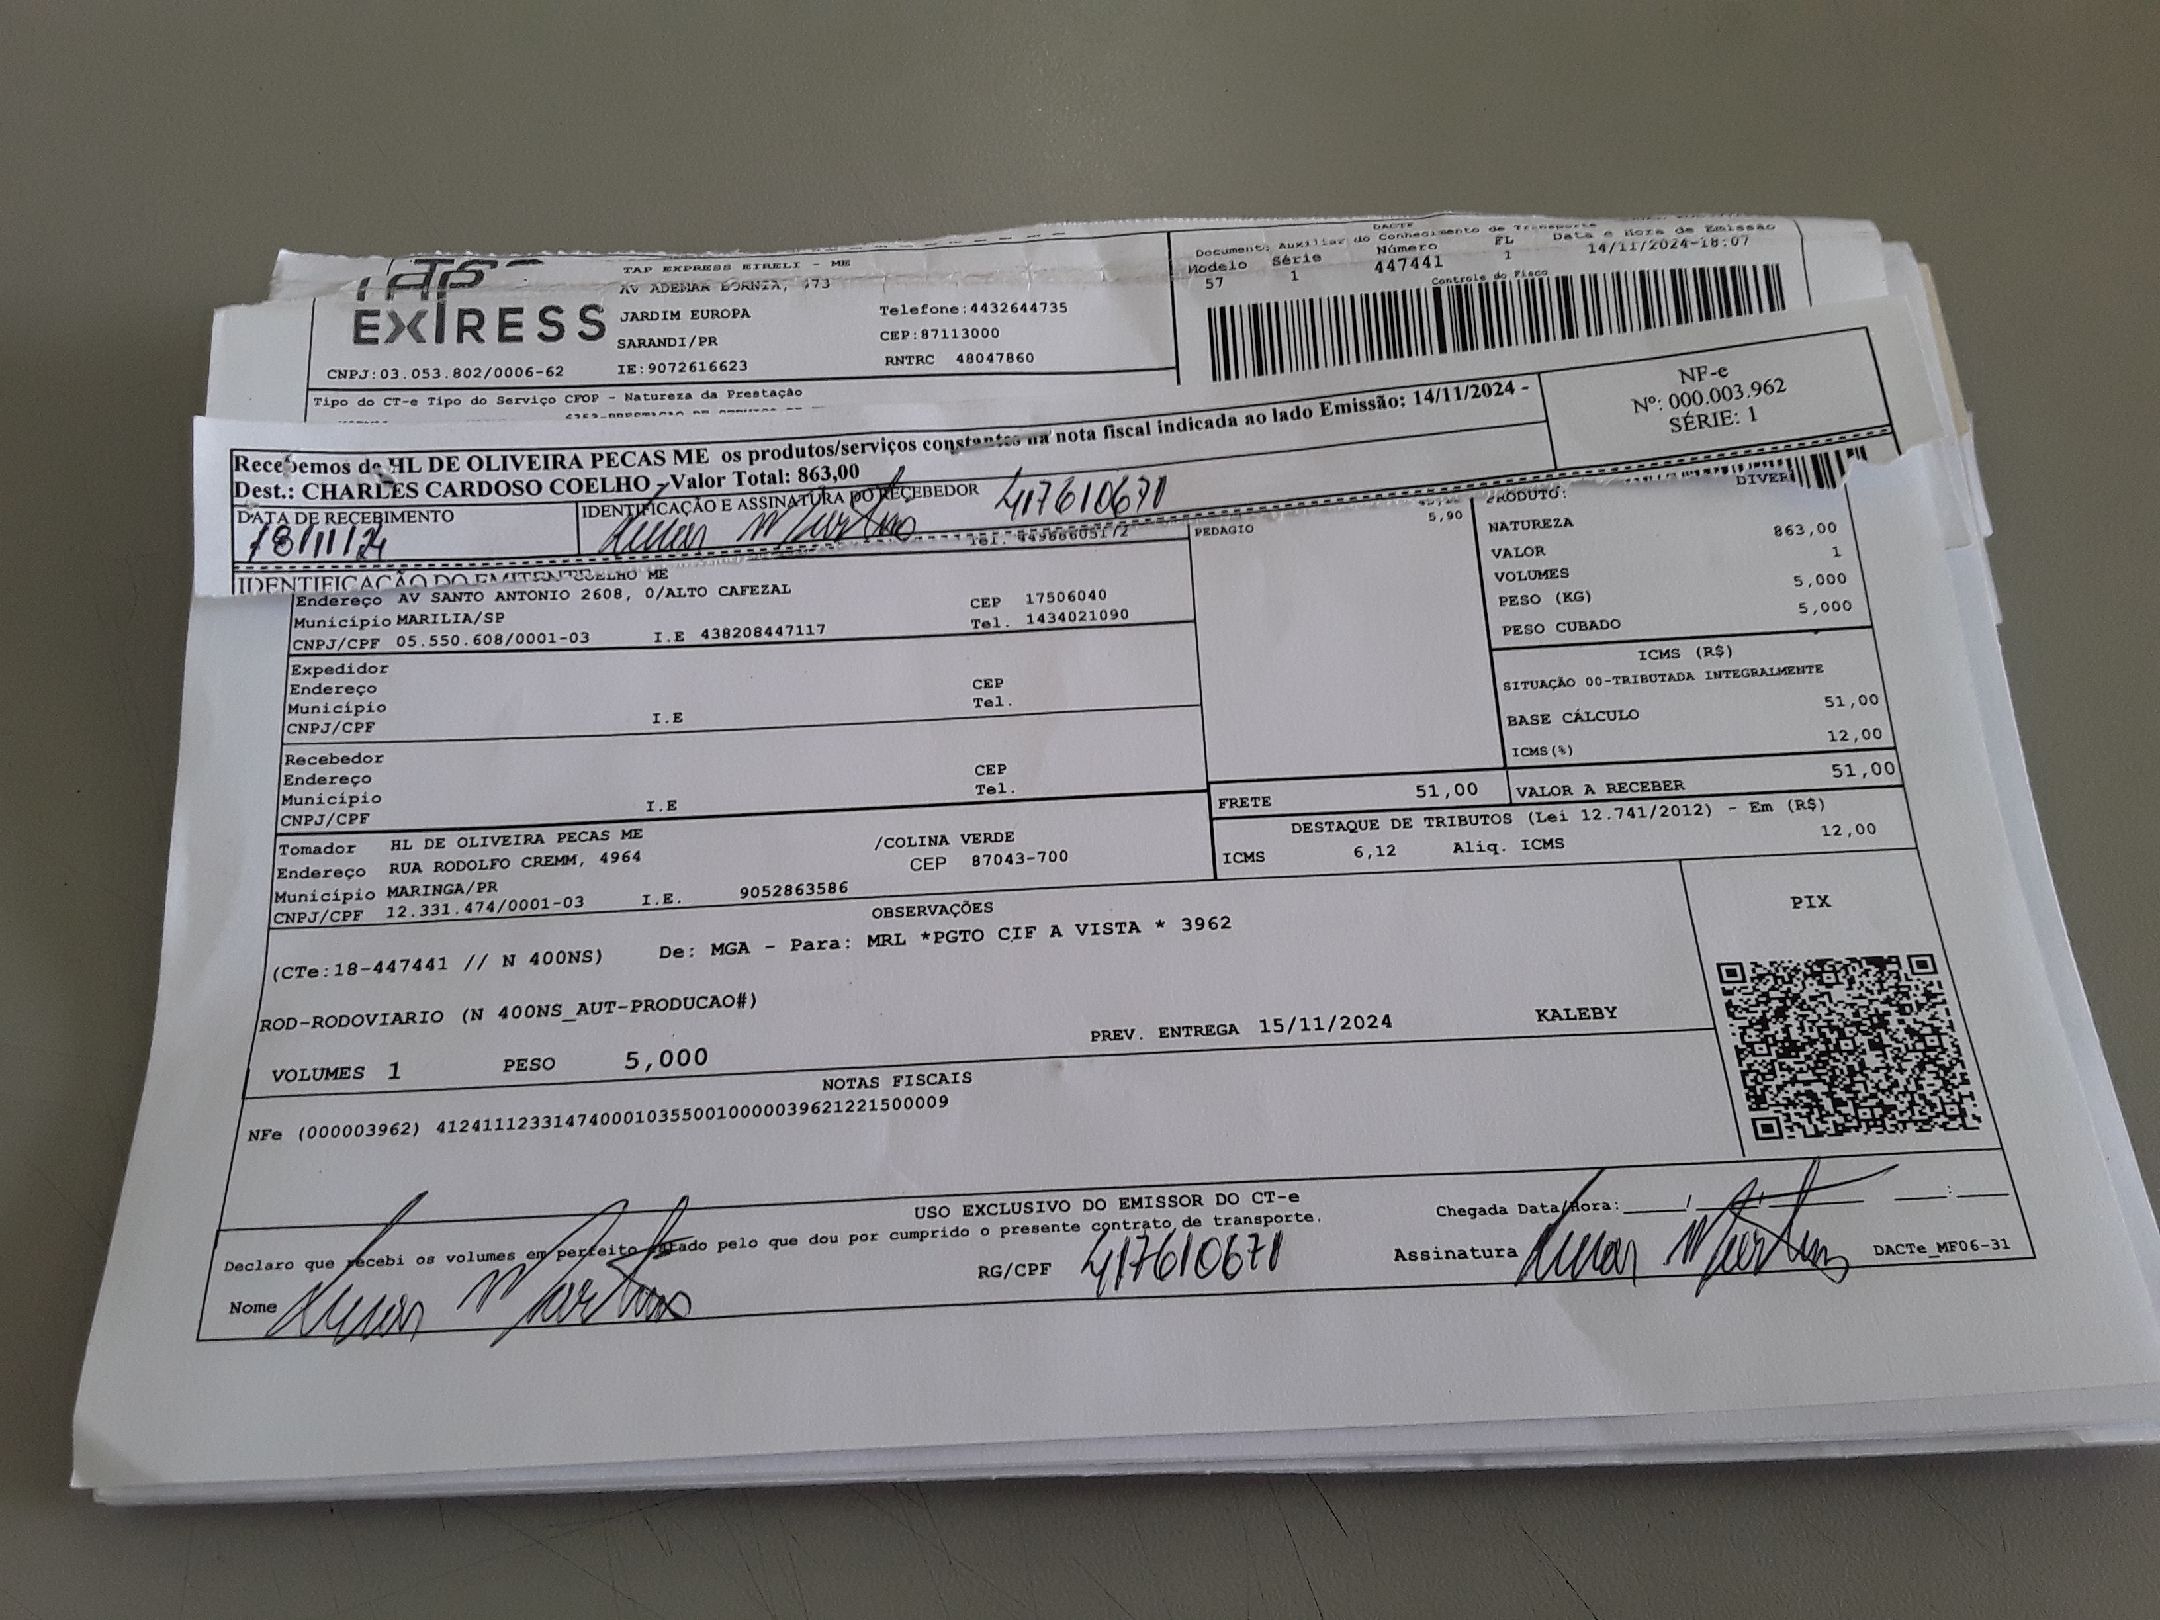 DACTE
TAP EXPRESS EIRELI - ME
Documento Auxiliar do Conhecimento de Transporte
Modelo Série Número FL Data e Hora de Emissão
57 1 447441 1 14/11/2024-18:07
Controle do Fisco
TAP
EXPRESS
AV ADEMAR BORNIA, 473
JARDIM EUROPA Telefone:4432644735
SARANDI/PR CEP:87113000
CNPJ:03.053.802/0006-62 IE:9072616623 RNTRC 48047860
Tipo do CT-e Tipo do Serviço CFOP - Natureza da Prestação
Recebemos de HL DE OLIVEIRA PECAS ME os produtos/serviços constantes na nota fiscal indicada ao lado Emissão: 14/11/2024 -
Dest.: CHARLES CARDOSO COELHO - Valor Total: 863,00
NF-e
Nº: 000.003.962
SÉRIE: 1
DATA DE RECEBIMENTO IDENTIFICAÇÃO E ASSINATURA DO RECEBEDOR 417610671
18/11/24 Martins
IDENTIFICAÇÃO DO EMITENTE
COELHO ME
Endereço AV SANTO ANTONIO 2608, 0/ALTO CAFEZAL CEP 17506040
Município MARILIA/SP Tel. 1434021090
CNPJ/CPF 05.550.608/0001-03 I.E 438208447117
Expedidor
Endereço CEP
Município Tel.
CNPJ/CPF I.E
Recebedor
Endereço CEP
Município Tel.
CNPJ/CPF I.E
Tomador HL DE OLIVEIRA PECAS ME /COLINA VERDE
Endereço RUA RODOLFO CREMM, 4964 CEP 87043-700
Município MARINGA/PR
CNPJ/CPF 12.331.474/0001-03 I.E. 9052863586
PEDAGIO 5,90
PRODUTO: DIVER
NATUREZA
VALOR 863,00
VOLUMES 1
PESO (KG) 5,000
PESO CUBADO 5,000
ICMS (R$)
SITUAÇÃO 00-TRIBUTADA INTEGRALMENTE
BASE CÁLCULO 51,00
ICMS(%) 12,00
FRETE 51,00 VALOR A RECEBER 51,00
DESTAQUE DE TRIBUTOS (Lei 12.741/2012) - Em (R$)
ICMS 6,12 Aliq. ICMS 12,00
OBSERVAÇÕES
(CTe:18-447441 // N 400NS) De: MGA - Para: MRL *PGTO CIF A VISTA * 3962
PIX
ROD-RODOVIARIO (N 400NS_AUT-PRODUCAO#)
PREV. ENTREGA 15/11/2024 KALEBY
VOLUMES 1 PESO 5,000
NOTAS FISCAIS
NFe (000003962) 41241112331474000103550010000039621221500009
USO EXCLUSIVO DO EMISSOR DO CT-e
Declaro que recebi os volumes em perfeito estado pelo que dou por cumprido o presente contrato de transporte.
Chegada Data/Hora: / / :
Nome Martins RG/CPF 417610671 Assinatura Martins DACTe_MF06-31